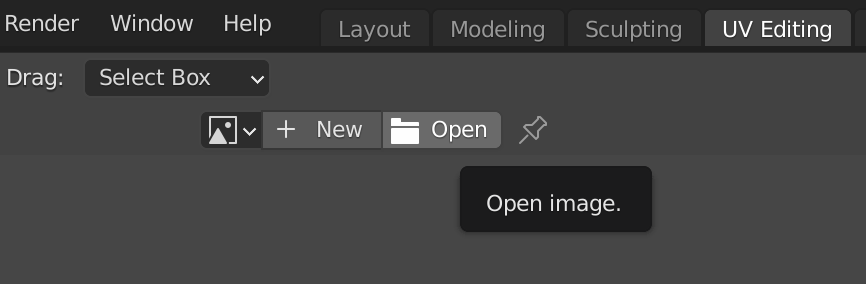 Render Window Help Layout Modeling Sculpting UV Editing
Drag: Select Box
+ New Open
Open image.